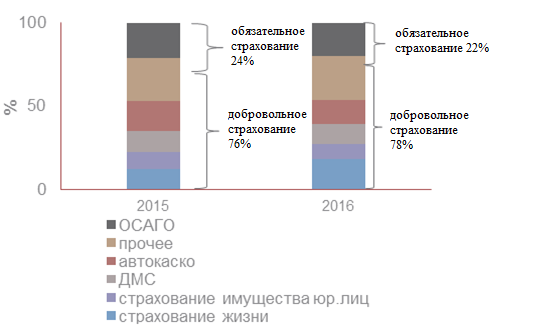 100
50
0
%
2015
2016
обязательное
страхование
24%
добровольное
страхование
76%
обязательное
страхование 22%
добровольное
страхование
78%
ОСАГО
прочее
автокаско
ДМС
страхование имущества юр.лиц
страхование жизни